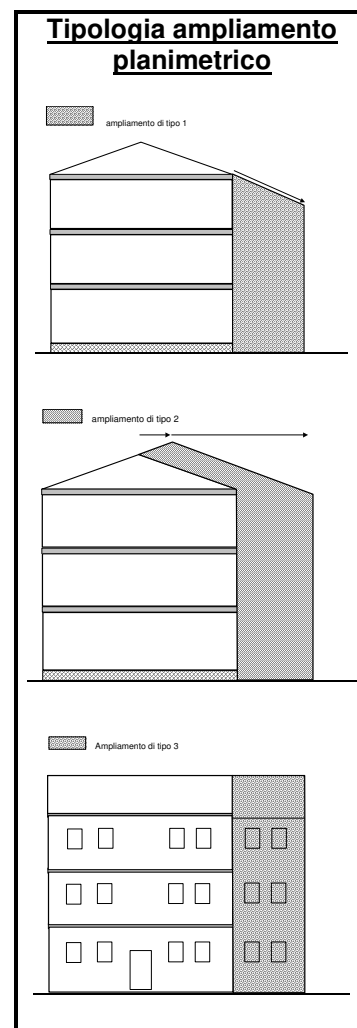 Tipologia ampliamento
planimetrico
ampliamento di tipo 1
ampliamento di tipo 2
Ampliamento di tipo 3